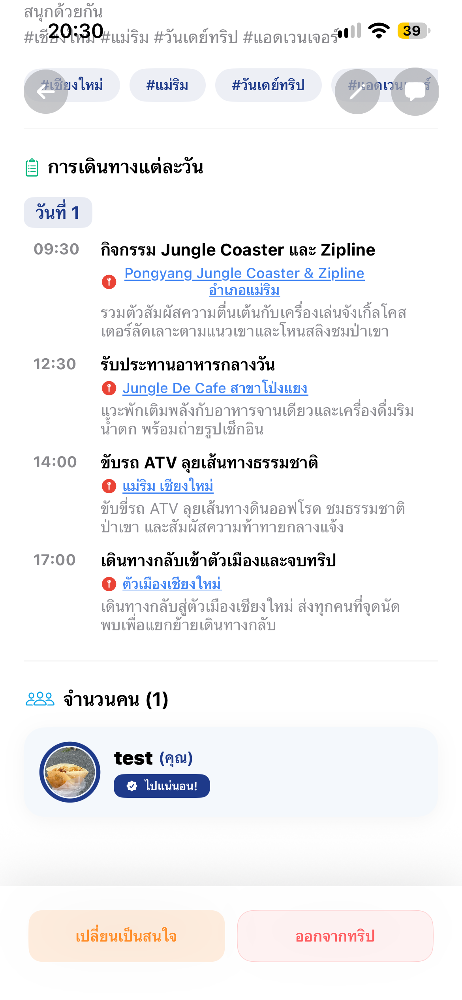 สนุกด้วยกัน
20:30
39
#เชียงใหม่ #แม่ริม #วันเดย์ทริป #แอดเวนเจอร์
#เชียงใหม่
#แม่ริม
#วันเดย์ทริป
#แอดเวนเจอร์
การเดินทางแต่ละวัน
วันที่ 1
09:30
กิจกรรม Jungle Coaster และ Zipline
Pongyang Jungle Coaster & Zipline
อำเภอแม่ริม
รวมตัวสัมผัสความตื่นเต้นกับเครื่องเล่นจังเกิ้ลโคส
เตอร์ลัดเลาะตามแนวเขาและโหนสลิงชมป่าเขา
12:30
รับประทานอาหารกลางวัน
Jungle De Cafe สาขาโป่งแยง
แวะพักเติมพลังกับอาหารจานเดียวและเครื่องดื่มริม
น้ำตก พร้อมถ่ายรูปเช็กอิน
14:00
ขับรถ ATV ลุยเส้นทางธรรมชาติ
แม่ริม เชียงใหม่
ขับขี่รถ ATV ลุยเส้นทางดินออฟโรด ชมธรรมชาติ
ป่าเขา และสัมผัสความท้าทายกลางแจ้ง
17:00
เดินทางกลับเข้าตัวเมืองและจบทริป
ตัวเมืองเชียงใหม่
เดินทางกลับสู่ตัวเมืองเชียงใหม่ ส่งทุกคนที่จุดนัด
พบเพื่อแยกย้ายเดินทางกลับ
จำนวนคน (1)
test (คุณ)
ไปแน่นอน!
เปลี่ยนเป็นสนใจ
ออกจากทริป